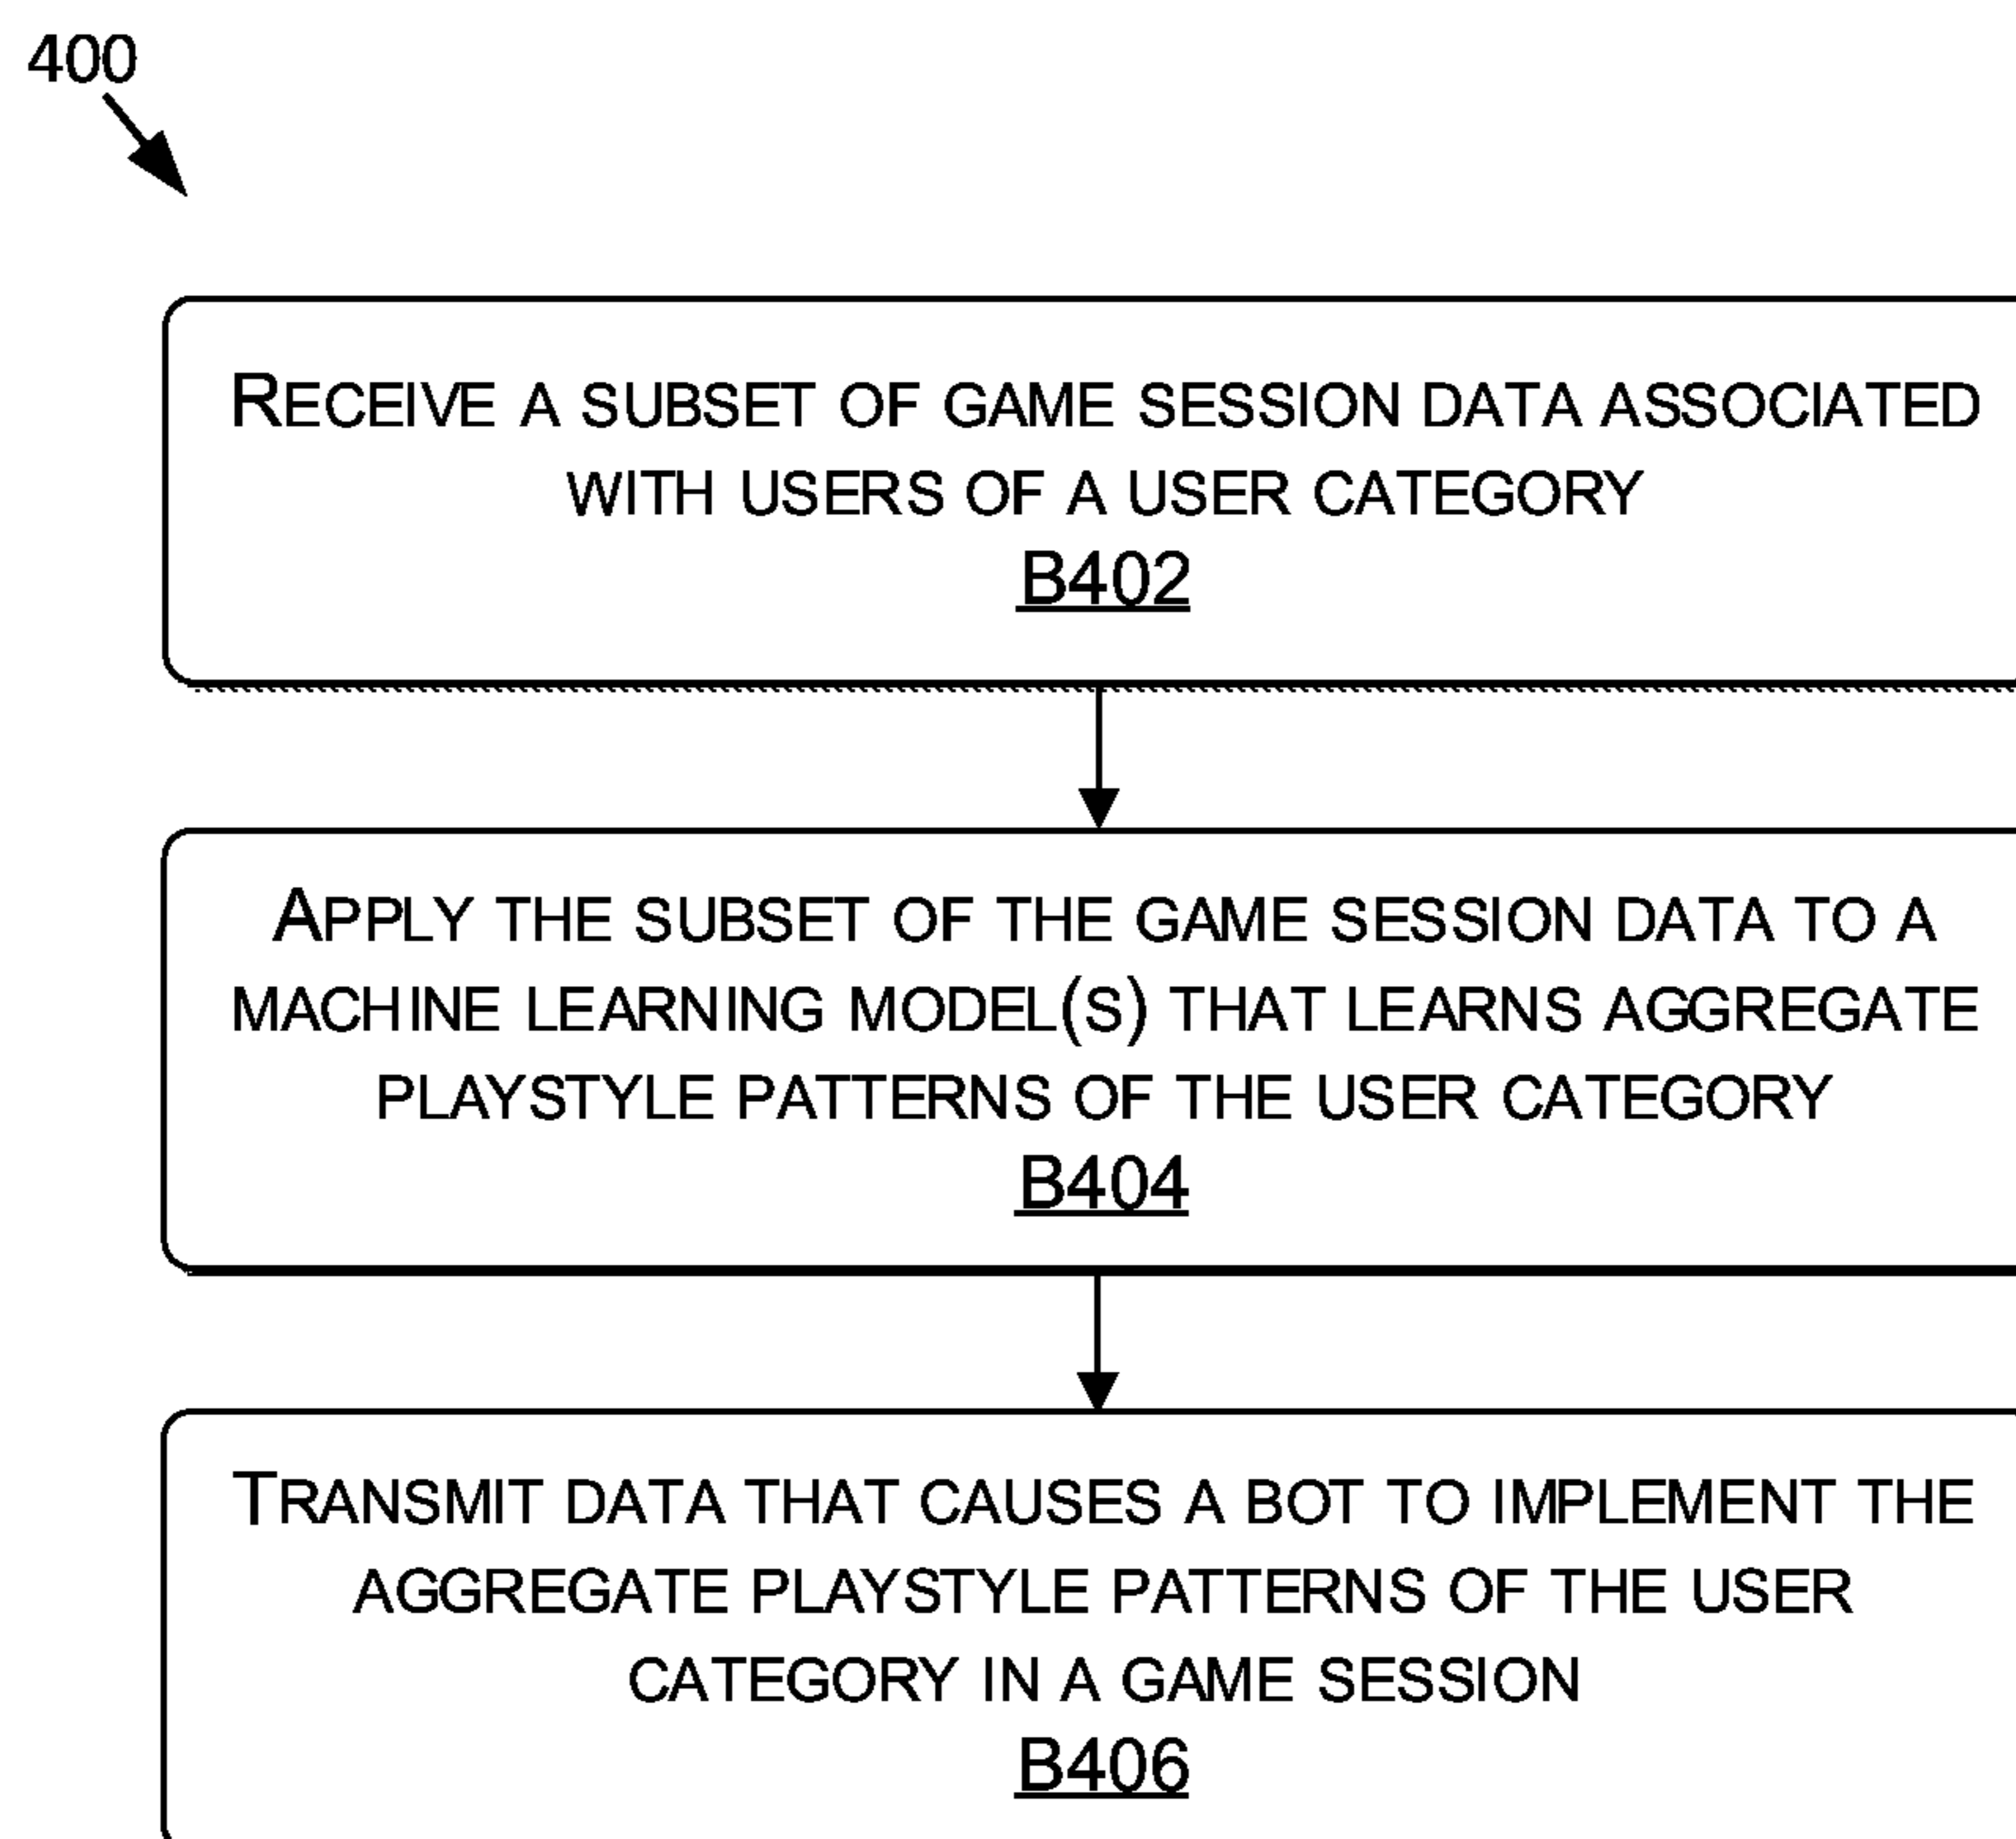 400
RECEIVE A SUBSET OF GAME SESSION DATA ASSOCIATED
WITH USERS OF A USER CATEGORY
B402
APPLY THE SUBSET OF THE GAME SESSION DATA TO A
MACHINE LEARNING MODEL(S) THAT LEARNS AGGREGATE
PLAYSTYLE PATTERNS OF THE USER CATEGORY
B404
TRANSMIT DATA THAT CAUSES A BOT TO IMPLEMENT THE
AGGREGATE PLAYSTYLE PATTERNS OF THE USER
CATEGORY IN A GAME SESSION
B406